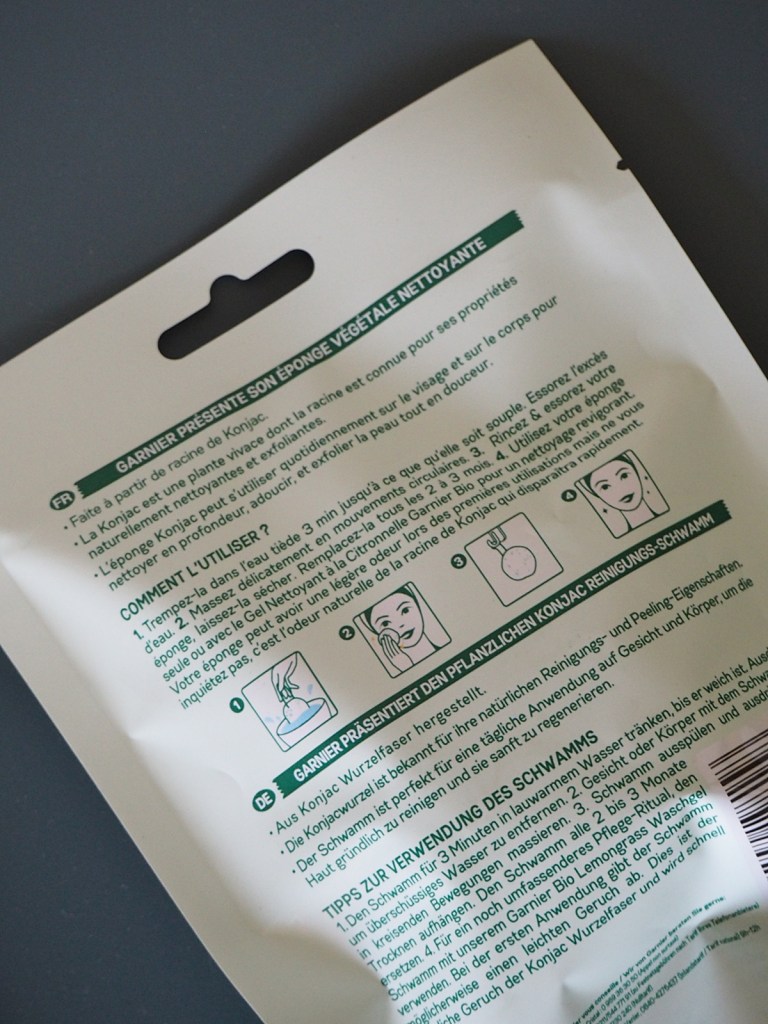 FR GARNIER PRÉSENTE SON ÉPONGE VÉGÉTALE NETTOYANTE
• Faite à partir de racine de Konjac.
• La Konjac est une plante vivace dont la racine est connue pour ses propriétés
naturellement nettoyantes et exfoliantes.
• L'éponge Konjac peut s'utiliser quotidiennement sur le visage et sur le corps pour
nettoyer en profondeur, adoucir, et exfolier la peau tout en douceur.
COMMENT L'UTILISER ?
1. Trempez-la dans l'eau tiède 3 min jusqu'à ce que qu'elle soit souple. Essorez l'excès
d'eau. 2. Massez délicatement en mouvements circulaires. 3. Rincez & essorez votre
éponge, laissez-la sécher. Remplacez-la tous les 2 à 3 mois. 4. Utilisez votre éponge
seule ou avec le Gel Nettoyant à la Citronnelle Garnier Bio pour un nettoyage revigorant.
Votre éponge peut avoir une légère odeur lors des premières utilisations mais ne vous
inquiétez pas, c'est l'odeur naturelle de la racine de Konjac qui disparaîtra rapidement.
1 2 3 4
DE GARNIER PRÄSENTIERT DEN PFLANZLICHEN KONJAC REINIGUNGS-SCHWAMM
• Aus Konjac Wurzelfaser hergestellt.
• Die Konjacwurzel ist bekannt für ihre natürlichen Reinigungs- und Peeling-Eigenschaften.
• Der Schwamm ist perfekt für eine tägliche Anwendung auf Gesicht und Körper, um die
Haut gründlich zu reinigen und sie sanft zu regenerieren.
TIPPS ZUR VERWENDUNG DES SCHWAMMS
1. Den Schwamm für 3 Minuten in lauwarmem Wasser tränken, bis er weich ist.
um überschüssiges Wasser zu entfernen. 2. Gesicht oder Körper mit dem
in kreisenden Bewegungen massieren. 3. Schwamm ausspülen und
Trocknen aufhängen. Den Schwamm alle 2 bis 3 Monate
ersetzen. 4. Für ein noch umfassenderes Pflege-Ritual, den
Schwamm mit unserem Garnier Bio Lemongrass Waschgel
verwenden. Bei der ersten Anwendung gibt der Schwamm
möglicherweise einen leichten Geruch ab. Dies ist der
Geruch der Konjac Wurzelfaser und wird schnell